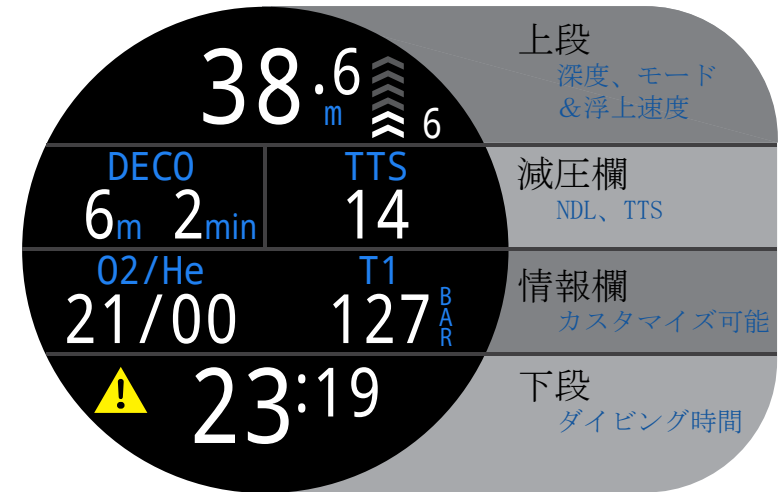 38.6
m
6
上段
深度、モード
＆浮上速度
DECO
TTS
6m 2min
14
減圧欄
NDL、TTS
O2/He
T1
21/00
127 BAR
情報欄
カスタマイズ可能
23:19
下段
ダイビング時間